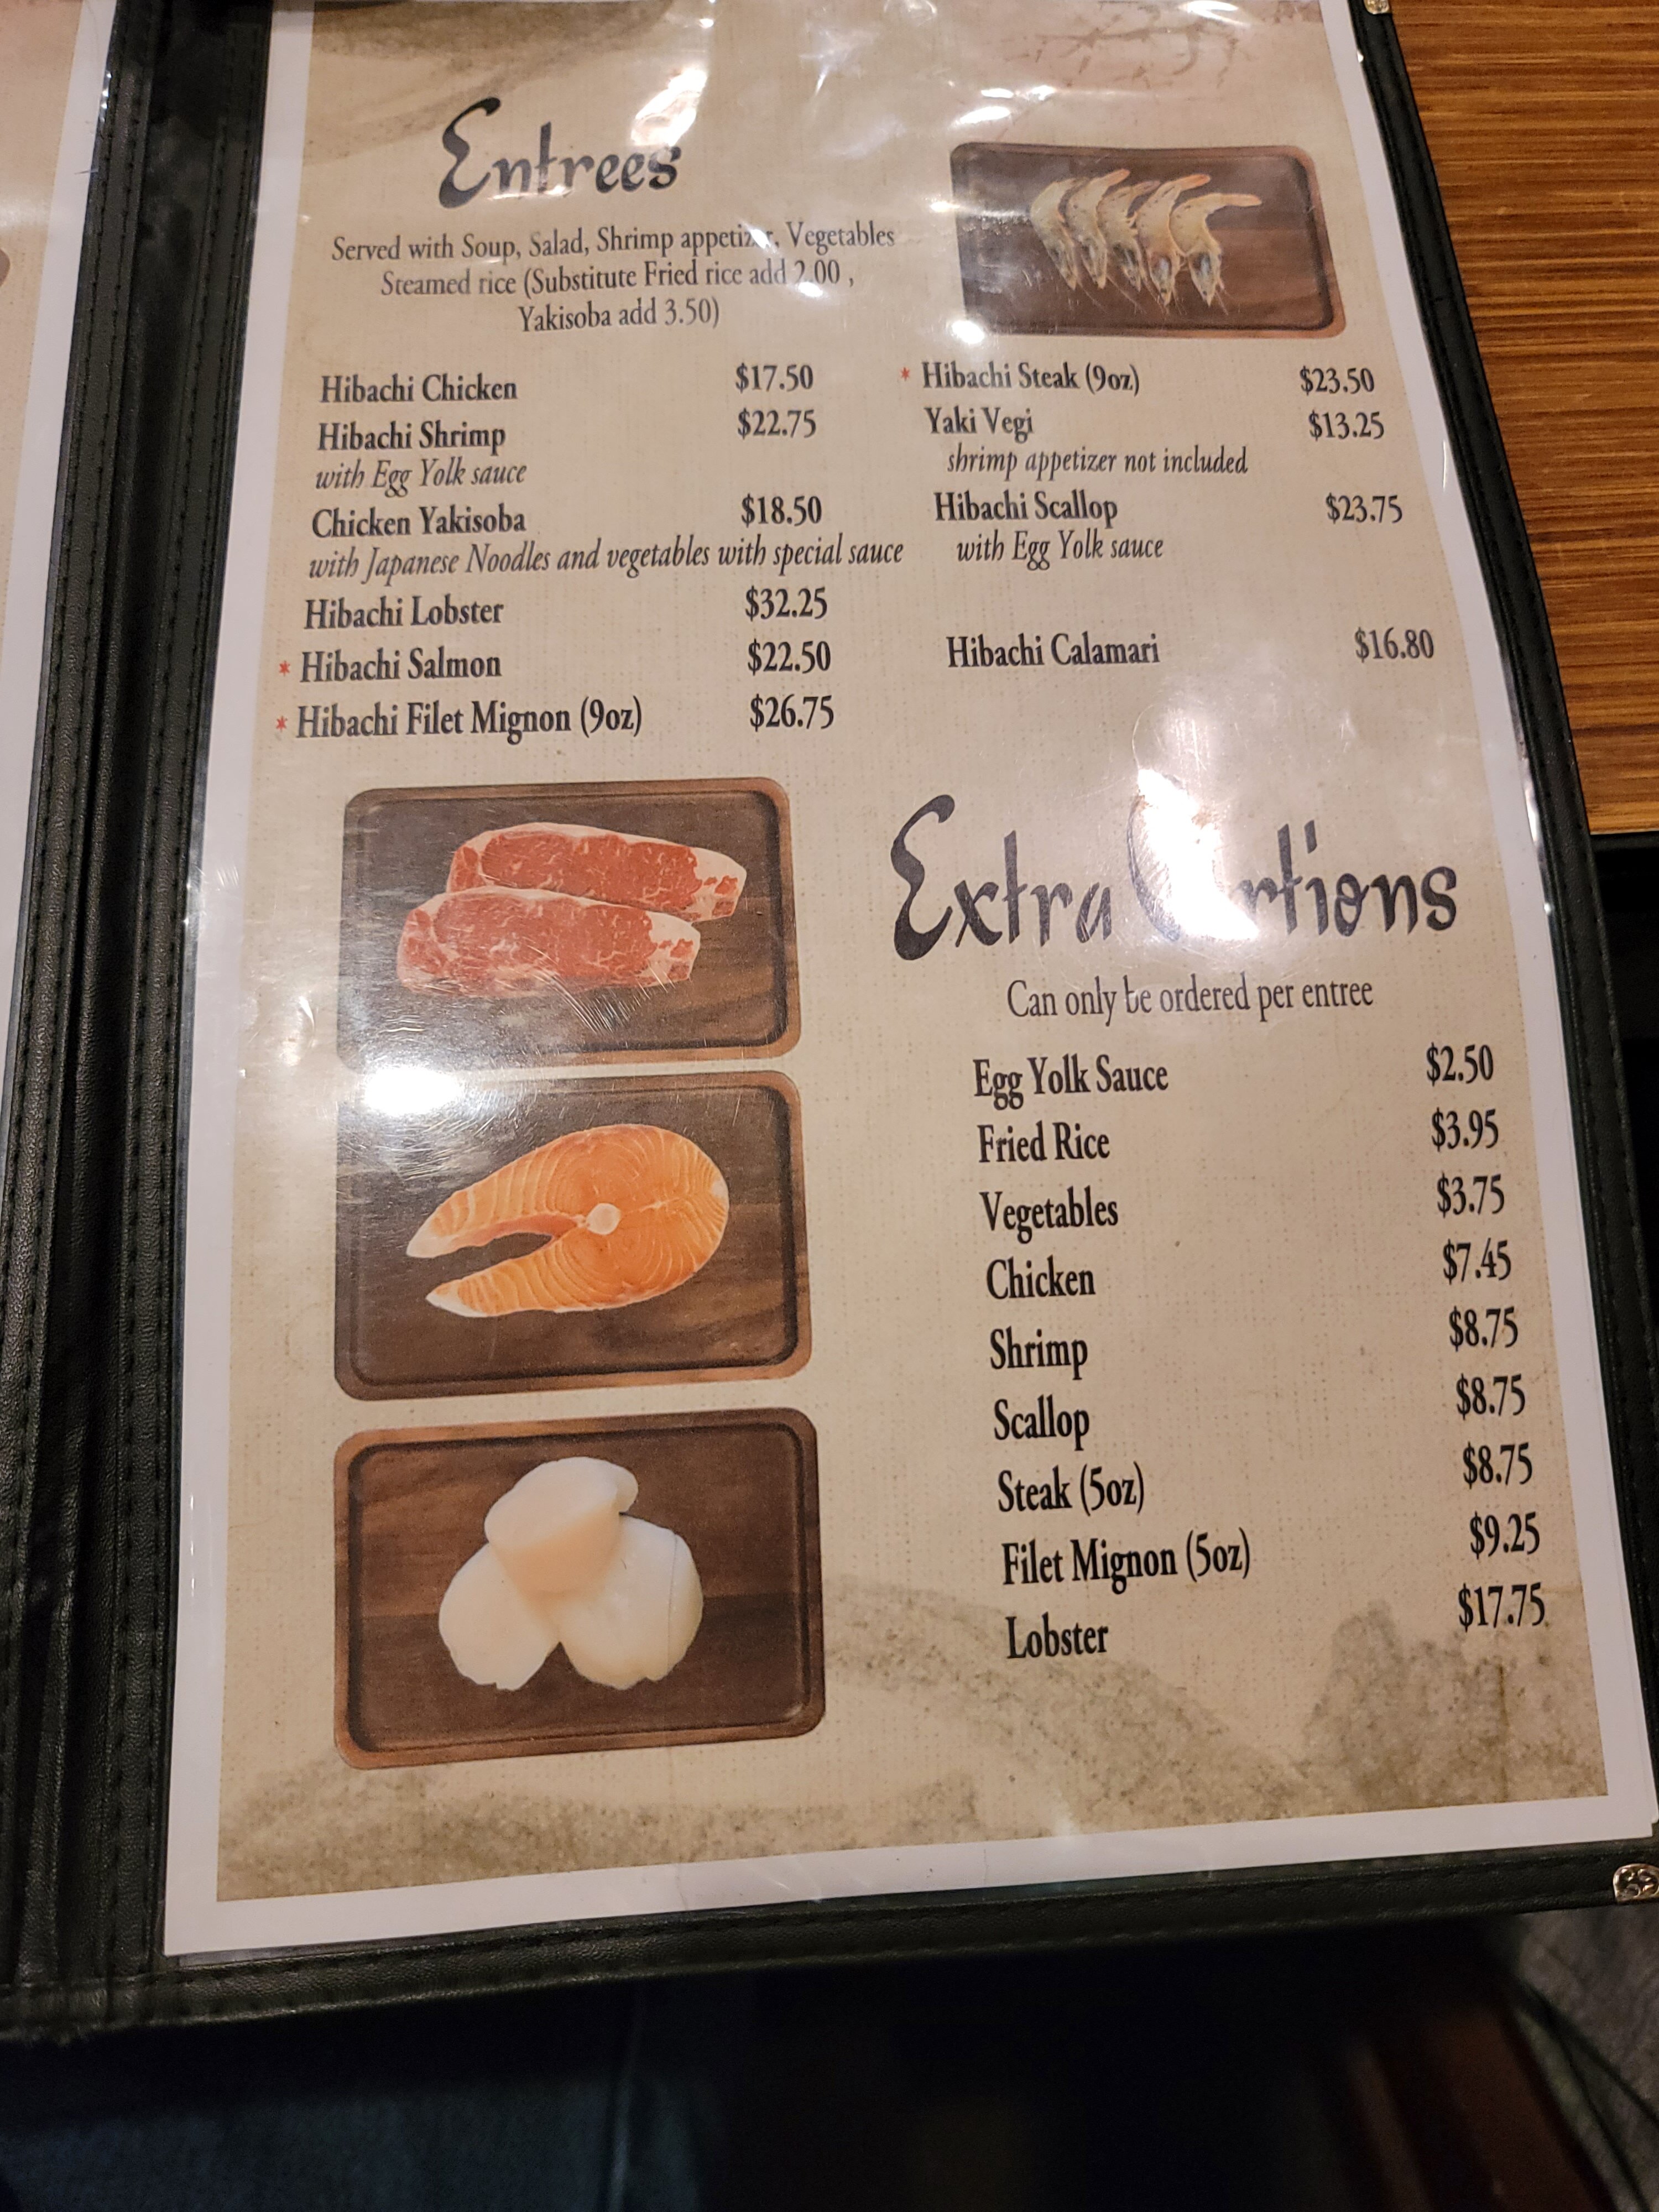 Entrees
Served with Soup, Salad, Shrimp appetizer, Vegetables
Steamed rice (Substitute Fried rice add 2.00 ,
Yakisoba add 3.50)
Hibachi Chicken $17.50
Hibachi Shrimp $22.75
with Egg Yolk sauce
Chicken Yakisoba $18.50
with Japanese Noodles and vegetables with special sauce
Hibachi Lobster $32.25
* Hibachi Salmon $22.50
* Hibachi Filet Mignon (9oz) $26.75
* Hibachi Steak (9oz) $23.50
Yaki Vegi $13.25
shrimp appetizer not included
Hibachi Scallop $23.75
with Egg Yolk sauce
Hibachi Calamari $16.80
Extra Portions
Can only be ordered per entree
Egg Yolk Sauce $2.50
Fried Rice $3.95
Vegetables $3.75
Chicken $7.45
Shrimp $8.75
Scallop $8.75
Steak (5oz) $8.75
Filet Mignon (5oz) $9.25
Lobster $17.75